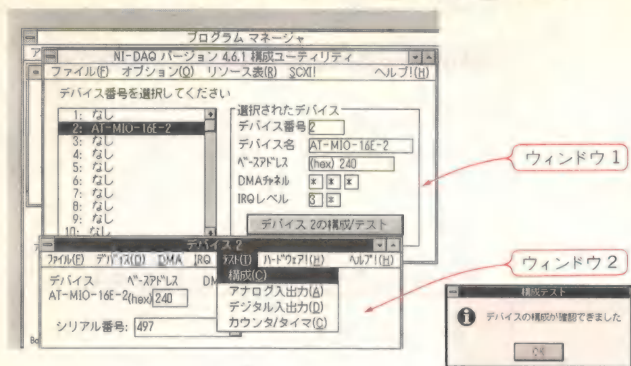 プログラム マネージャ
ア
NI-DAQ バージョン 4.6.1 構成ユーティリティ
ファイル(F) オプション(O) リソース表(R) SCXI! ヘルプ!(H)
デバイス番号を選択してください
1: なし
2: AT-MIO-16E-2
3: なし
4: なし
5: なし
6: なし
7: なし
8: なし
9: なし
10: なし
選択されたデバイス
デバイス番号 2
デバイス名 AT-MIO-16E-2
ベースアドレス (hex) 240
DMAチャネル * * *
IRQレベル 3 *
デバイス 2の構成/テスト
ウィンドウ 1
デバイス 2
ファイル(F) デバイス(D) DMA IRQ テスト(T) ハードウェア!(H) ヘルプ!(H)
構成(C)
アナログ入出力(A)
デジタル入出力(D)
カウンタ/タイマ(C)
デバイス ベースアドレス DM
AT-MIO-16E-2 (hex) 240
シリアル番号: 497
ウィンドウ 2
構成テスト
デバイスの構成が確認できました
OK